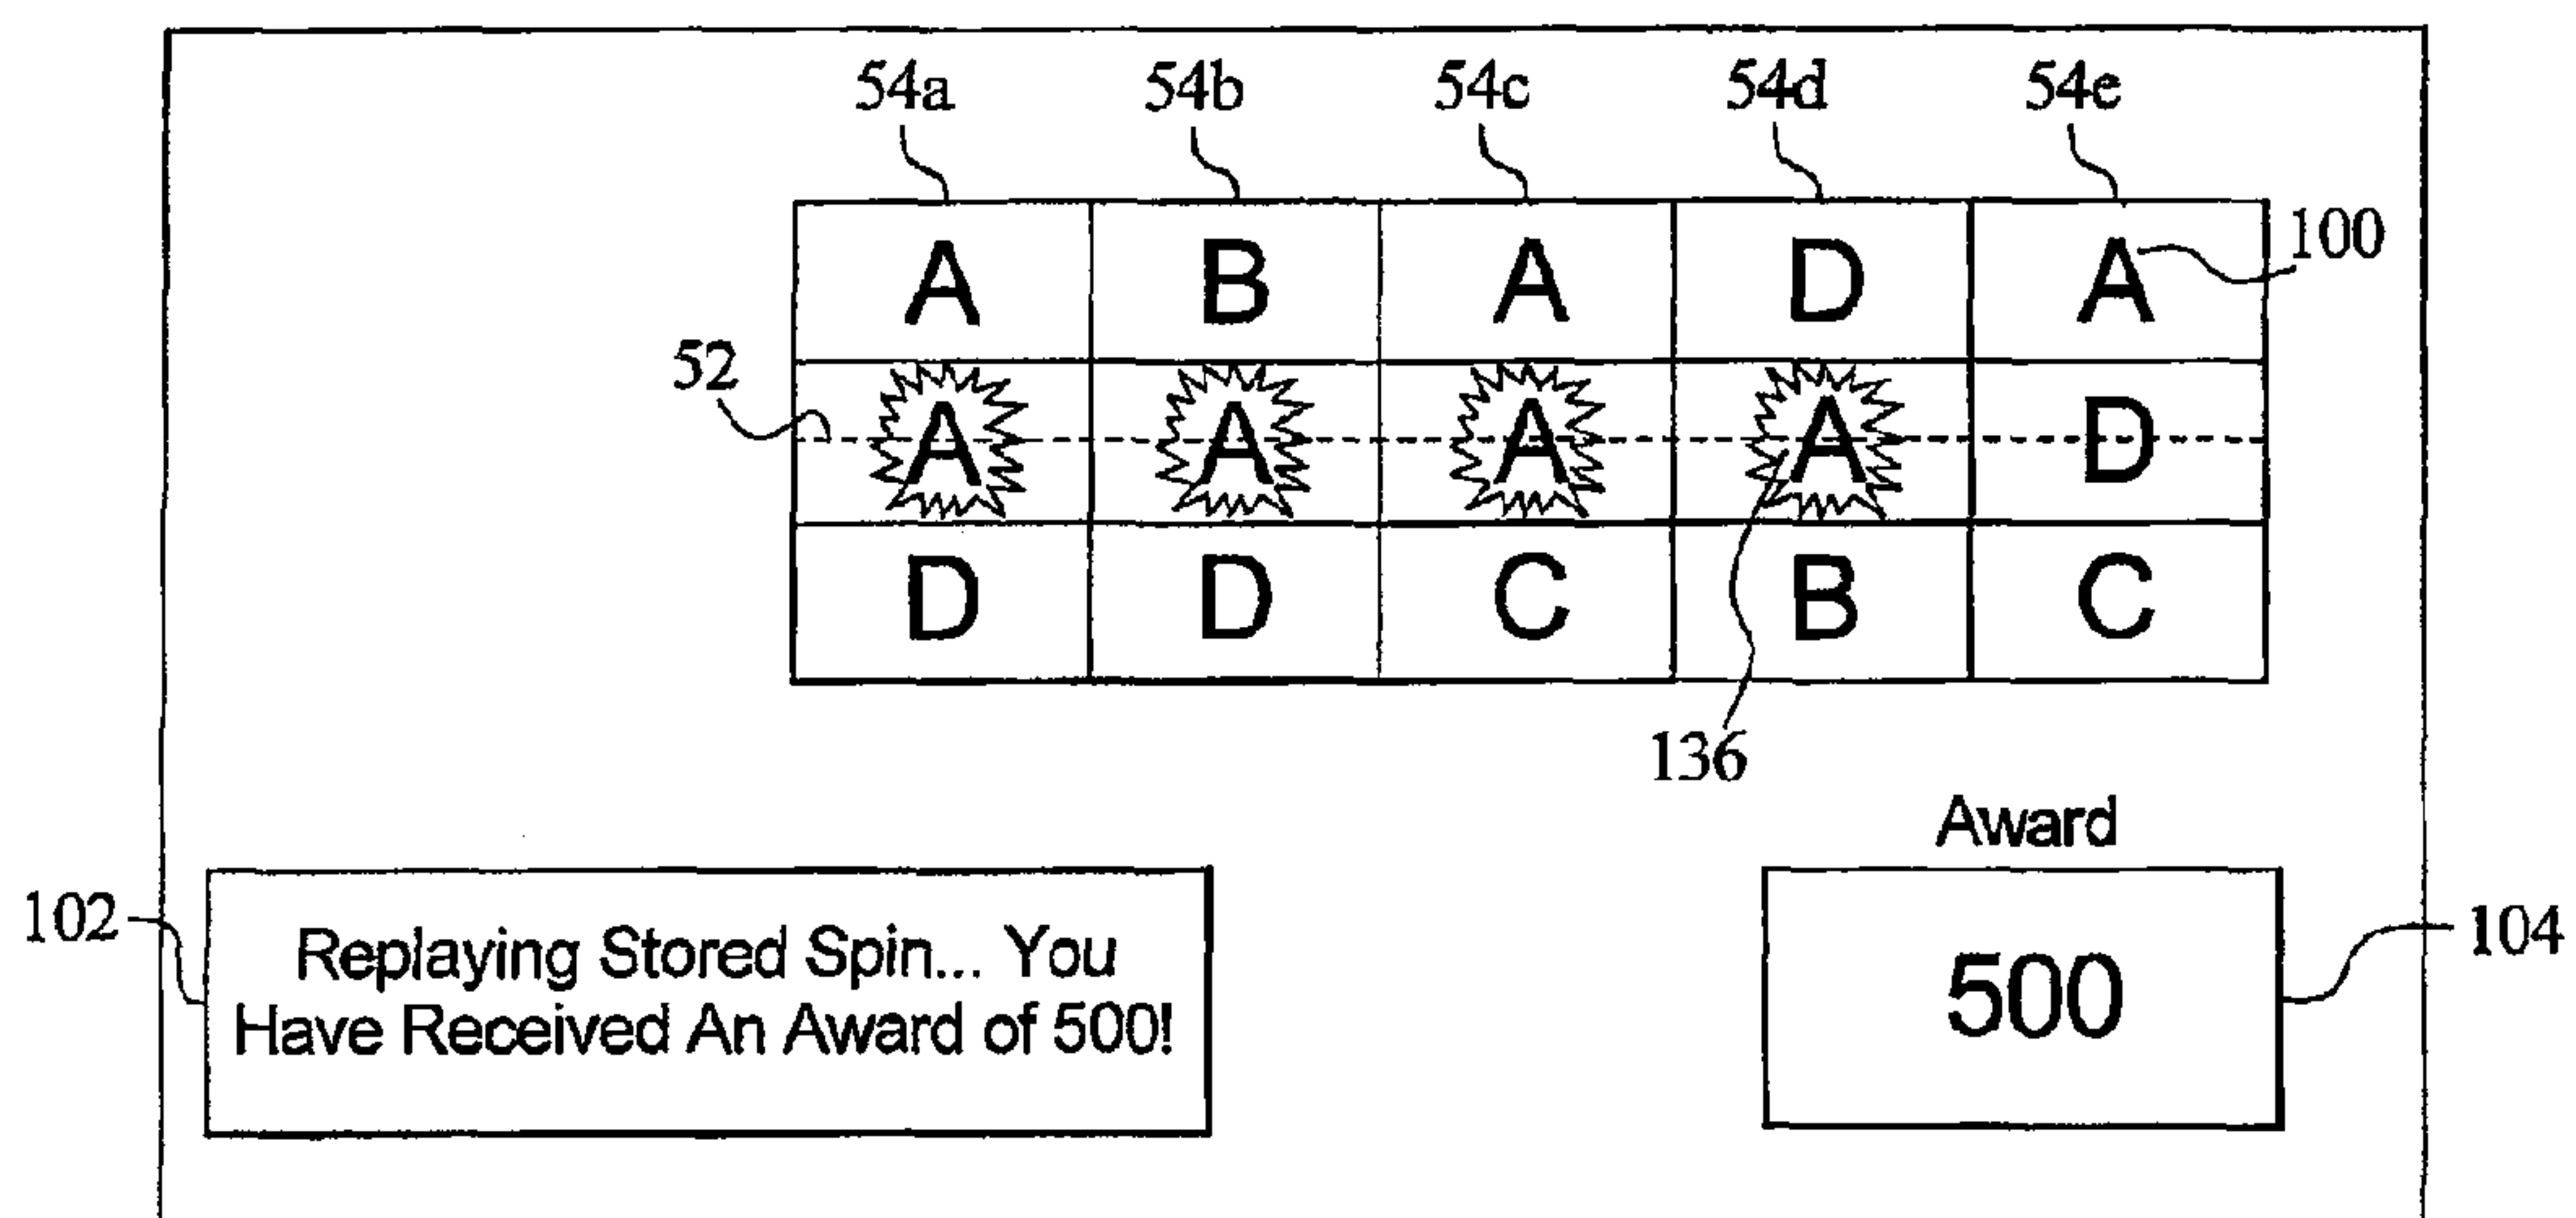 54a 54b 54c 54d 54e
A B A D A 100
52
A A A A D
D D C B C
136
Award
102 Replaying Stored Spin... You
Have Received An Award of 500!
500 104